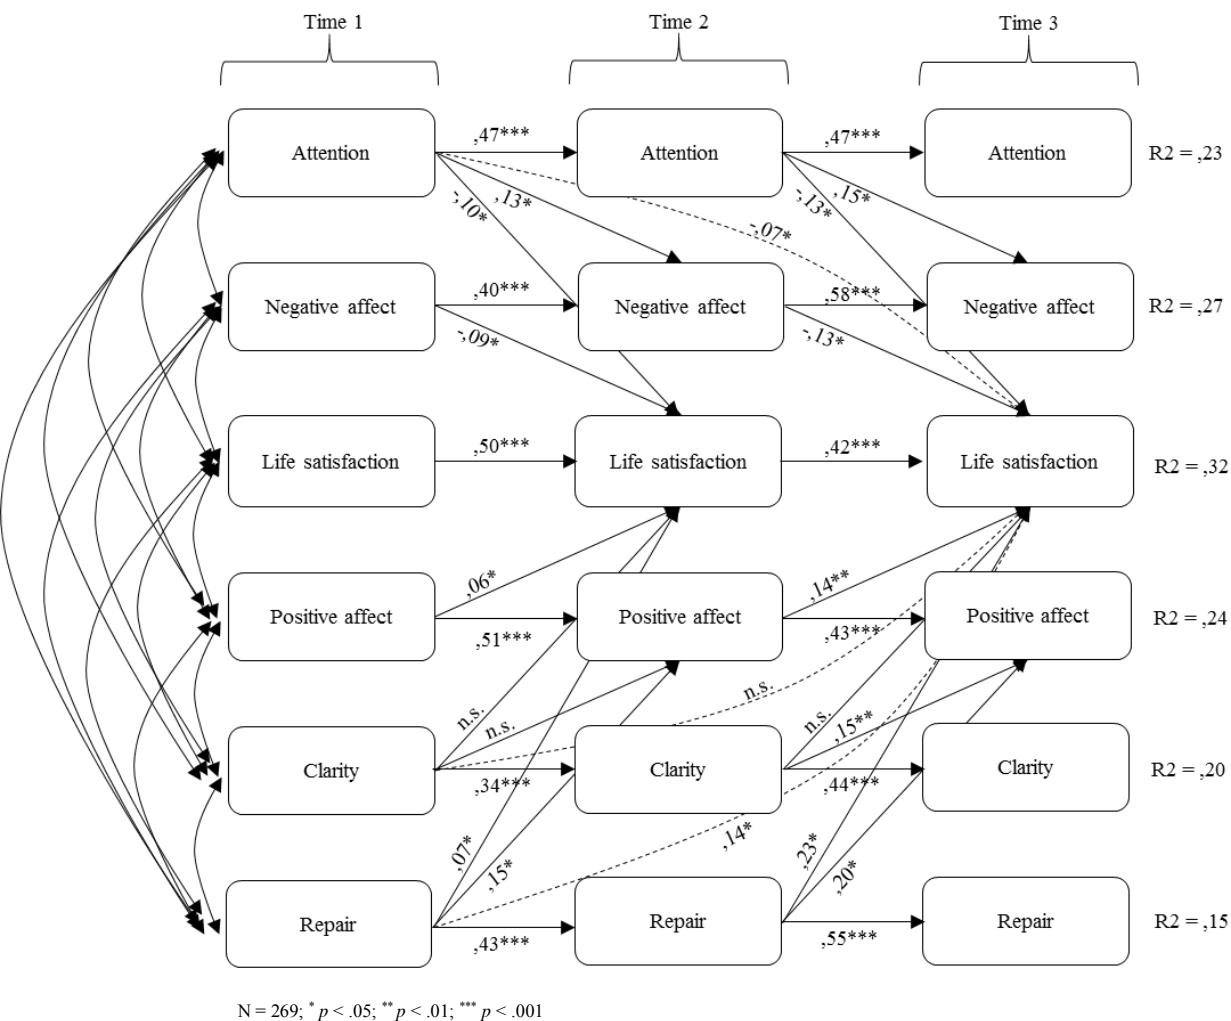 Time 1
Time 2
Time 3
Attention
,47***
Attention
,47***
Attention
R2 = ,23
-,10*
,13*
-,07*
-,13*
,15*
Negative affect
,40***
Negative affect
,58***
Negative affect
R2 = ,27
-,09*
-,13*
Life satisfaction
,50***
Life satisfaction
,42***
Life satisfaction
R2 = ,32
,06*
,14**
Positive affect
,51***
Positive affect
,43***
Positive affect
R2 = ,24
n.s.
n.s.
n.s.
n.s.
,15**
Clarity
,34***
Clarity
,44***
Clarity
R2 = ,20
,07*
,15*
,14*
,23*
,20*
Repair
,43***
Repair
,55***
Repair
R2 = ,15
N = 269; * p < .05; ** p < .01; *** p < .001